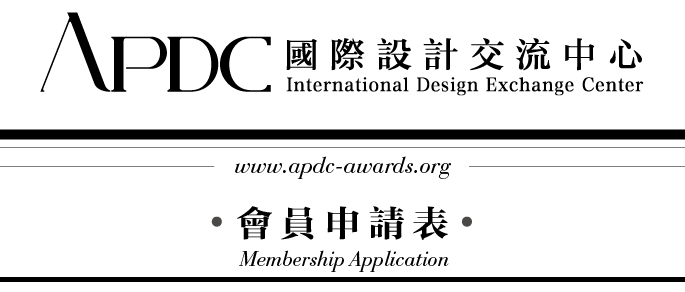 APDC 國際設計交流中心
International Design Exchange Center
www.apdc-awards.org
• 會員申請表 •
Membership Application